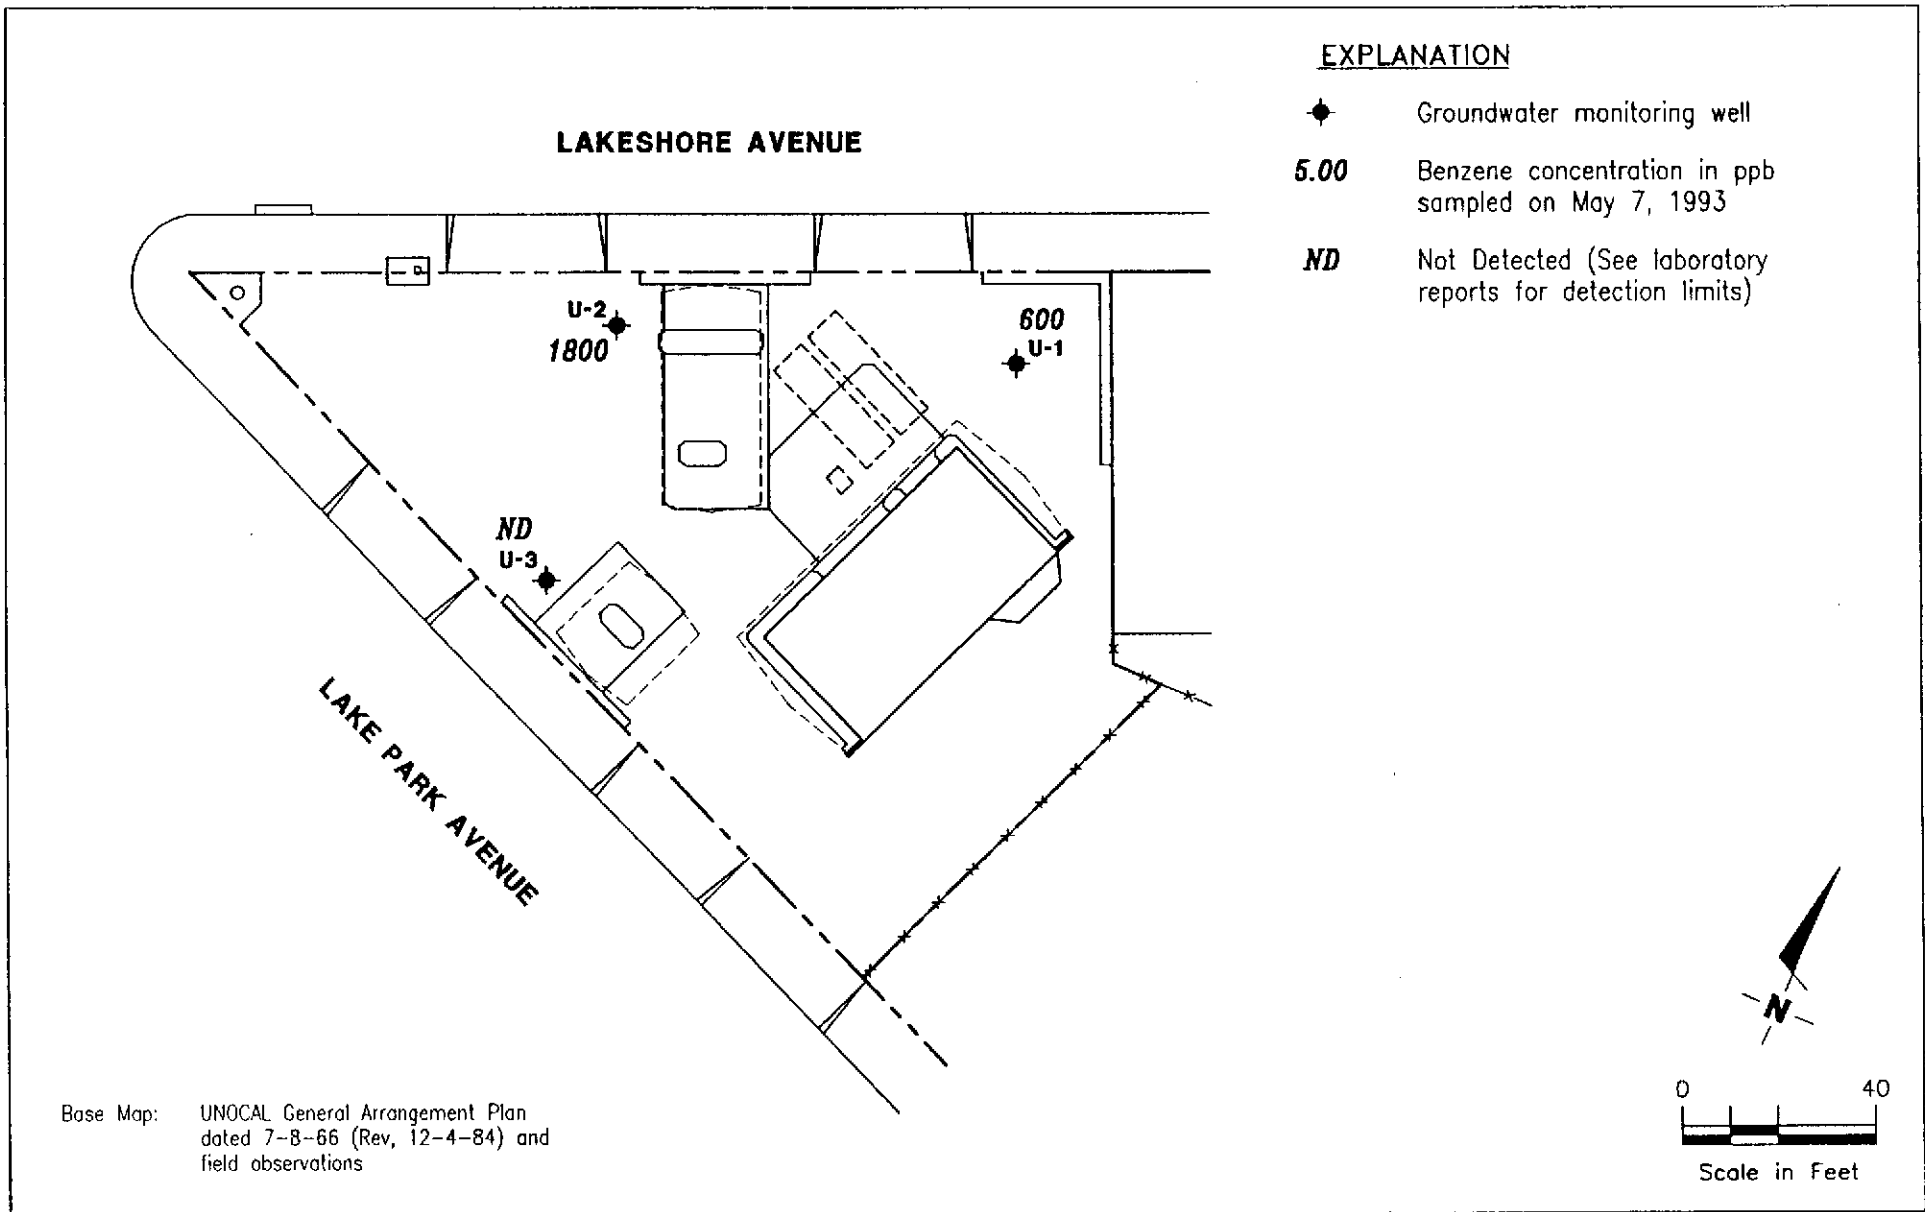 EXPLANATION
Groundwater monitoring well
5.00 Benzene concentration in ppb
sampled on May 7, 1993
ND Not Detected (See laboratory
reports for detection limits)
LAKESHORE AVENUE
U-2
1800
600
U-1
ND
U-3
LAKE PARK AVENUE
N
0 40
Scale in Feet
Base Map: UNOCAL General Arrangement Plan
dated 7-8-66 (Rev, 12-4-84) and
field observations